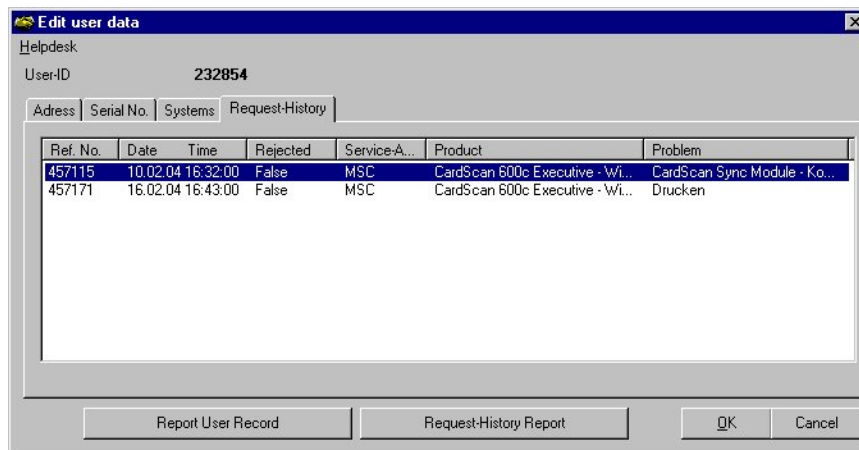 Edit user data
Helpdesk
User-ID 232854
Adress Serial No. Systems Request-History
Ref. No. Date Time Rejected Service-A... Product Problem
457115 10.02.04 16:32:00 False MSC CardScan 600c Executive - Wi... CardScan Sync Module - Ko...
457171 16.02.04 16:43:00 False MSC CardScan 600c Executive - Wi... Drucken
Report User Record Request-History Report OK Cancel